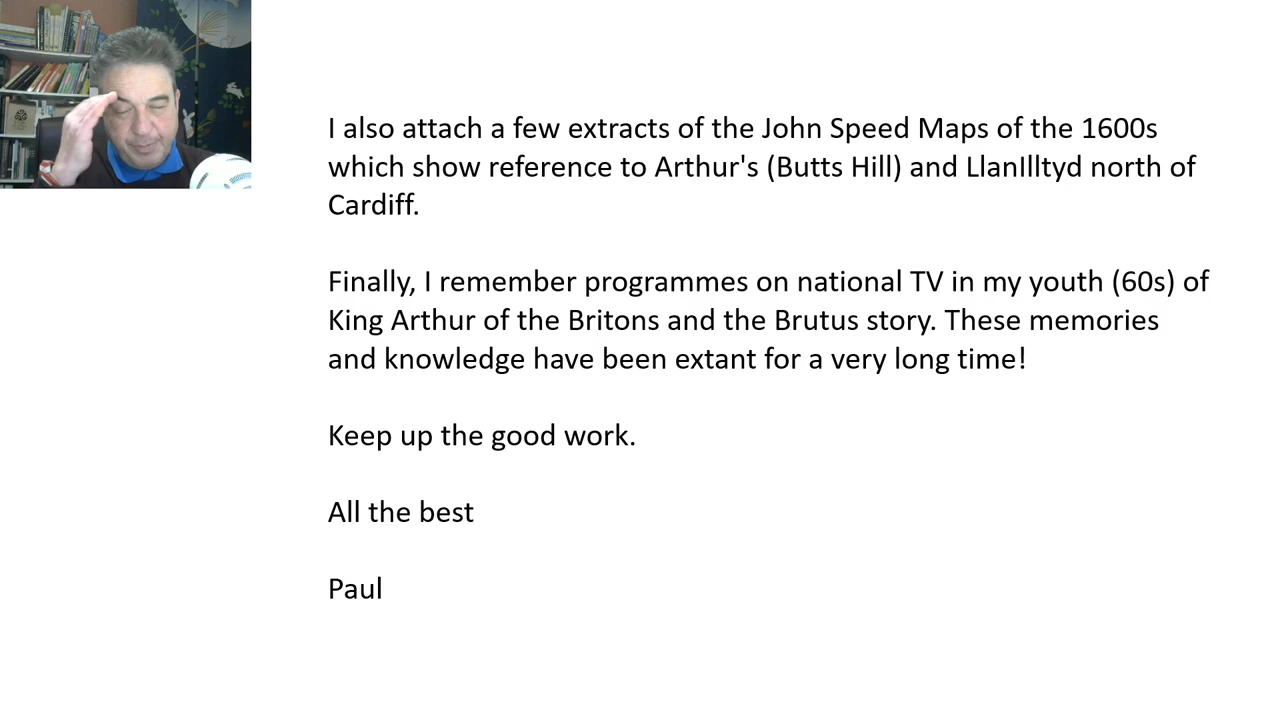 I also attach a few extracts of the John Speed Maps of the 1600s
which show reference to Arthur's (Butts Hill) and LlanIlltyd north of
Cardiff.
Finally, I remember programmes on national TV in my youth (60s) of
King Arthur of the Britons and the Brutus story. These memories
and knowledge have been extant for a very long time!
Keep up the good work.
All the best
Paul